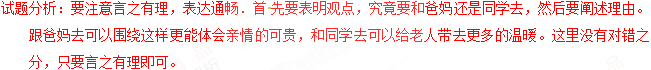 试题分析：要注意言之有理，表达通畅．首先要表明观点，究竟要和爸妈还是同学去，然后要阐述理由。
跟爸妈去可以围绕这样更能体会亲情的可贵，和同学去可以给老人带去更多的温暖。这里没有对错之
分，只要言之有理即可。